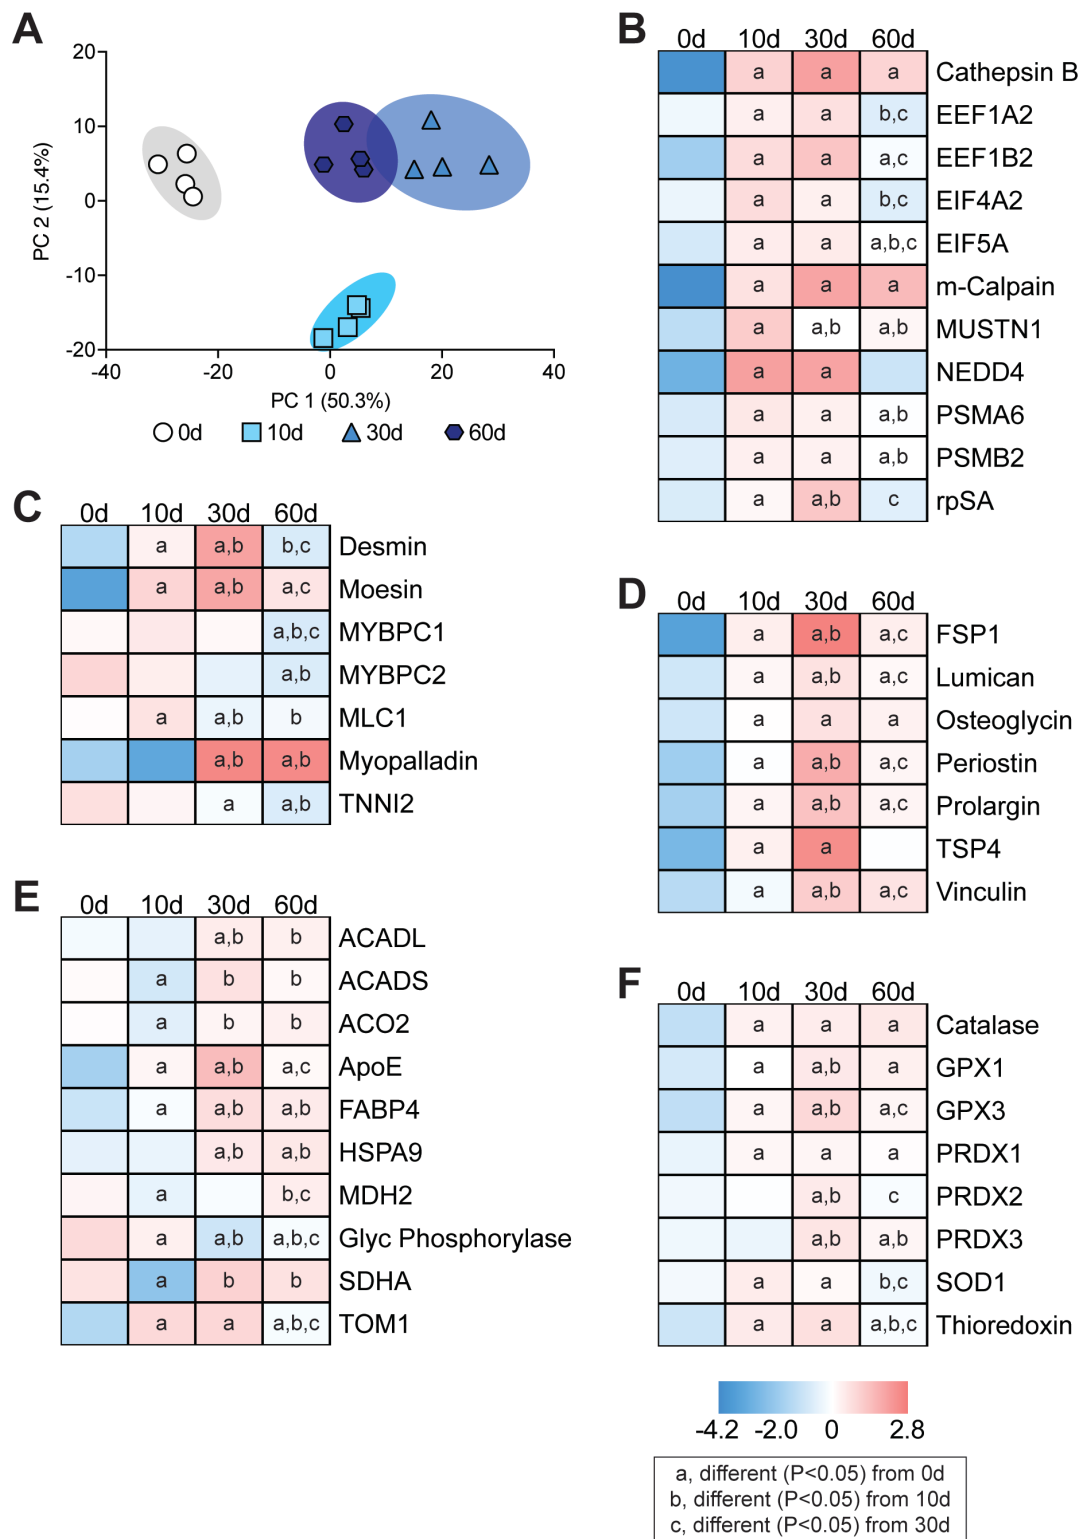 A
20
10
0
-10
-20
PC 2 (15.4%)
-40 -20 0 20 40
PC 1 (50.3%)
0d 10d 30d 60d
B
0d 10d 30d 60d
a a a Cathepsin B
a a b,c EEF1A2
a a a,c EEF1B2
a a b,c EIF4A2
a a a,b,c EIF5A
a a a m-Calpain
a a,b a,b MUSTN1
a a NEDD4
a a a,b PSMA6
a a a,b PSMB2
a a,b c rpSA
C
0d 10d 30d 60d
a a,b b,c Desmin
a a,b a,c Moesin
a,b,c MYBPC1
a,b MYBPC2
a a,b b MLC1
a,b a,b Myopalladin
a a,b TNNI2
D
0d 10d 30d 60d
a a,b a,c FSP1
a a,b a,c Lumican
a a a Osteoglycin
a a,b a,c Periostin
a a,b a,c Prolargin
a a TSP4
a a,b a,c Vinculin
E
0d 10d 30d 60d
a,b b ACADL
a b b ACADS
a b b ACO2
a a,b a,c ApoE
a a,b a,b FABP4
a,b a,b HSPA9
a b,c MDH2
a a,b a,b,c Glyc Phosphorylase
a b b SDHA
a a a,b,c TOM1
F
0d 10d 30d 60d
a a a Catalase
a a,b a GPX1
a a,b a,c GPX3
a a a PRDX1
a,b c PRDX2
a,b a,b PRDX3
a a b,c SOD1
a a a,b,c Thioredoxin
-4.2 -2.0 0 2.8
a, different (P<0.05) from 0d
b, different (P<0.05) from 10d
c, different (P<0.05) from 30d